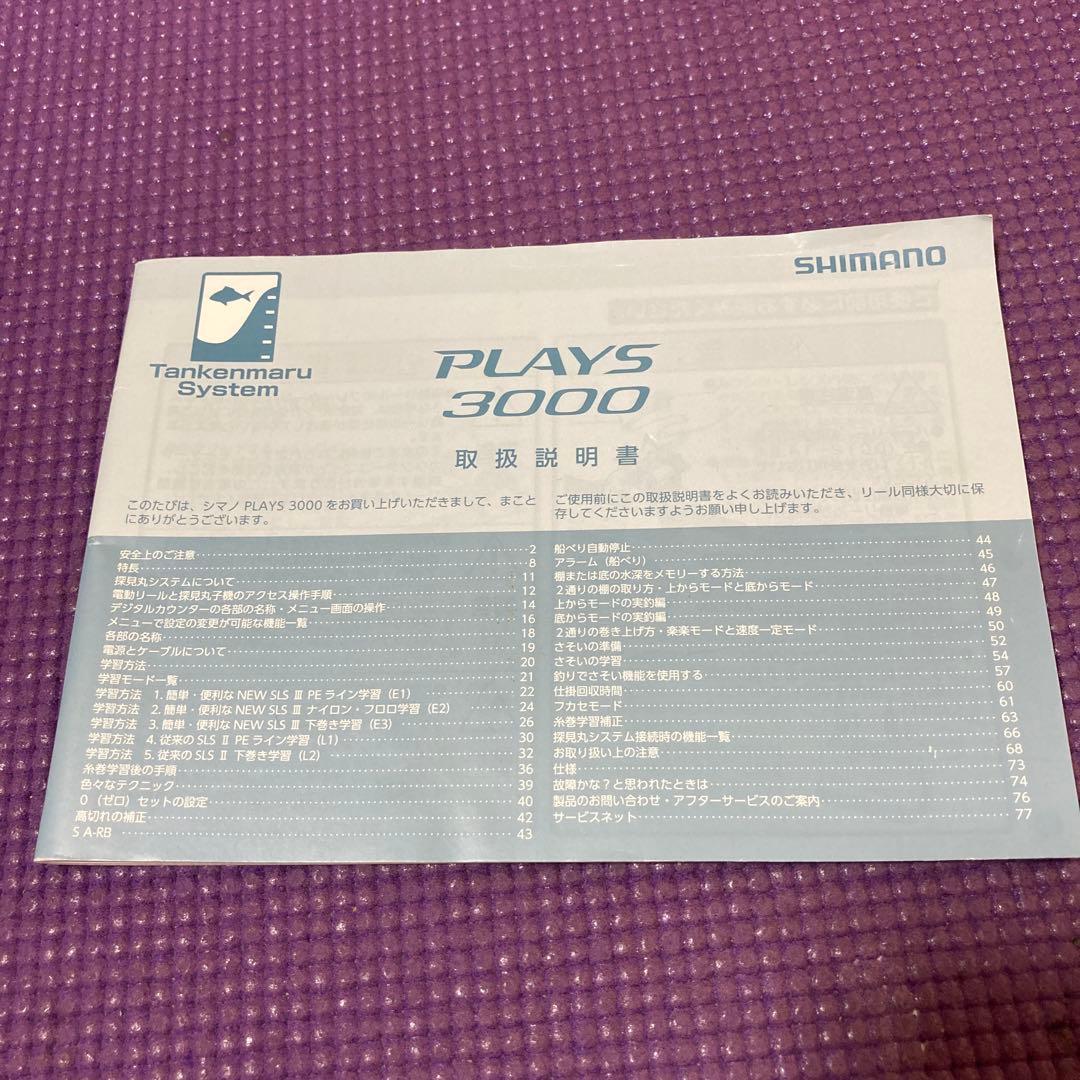 SHIMANO
Tankenmaru
System
PLAYS
3000
取扱説明書
このたびは、シマノ PLAYS 3000 をお買い上げいただきまして、まこと
にありがとうございます。
ご使用前にこの取扱説明書をよくお読みいただき、リール同様大切に保
存してくださいますようお願い申し上げます。
安全上のご注意 2
特長 8
探見丸システムについて 11
電動リールと探見丸子機のアクセス操作手順 12
デジタルカウンターの各部の名称・メニュー画面の操作 14
メニューで設定の変更が可能な機能一覧 16
各部の名称 18
電源とケーブルについて 19
学習方法 20
学習モード一覧 21
学習方法 1. 簡単・便利な NEW SLS Ⅲ PE ライン学習（E1） 22
学習方法 2. 簡単・便利な NEW SLS Ⅲ ナイロン・フロロ学習（E2） 24
学習方法 3. 簡単・便利な NEW SLS Ⅲ 下巻き学習（E3） 26
学習方法 4. 従来の SLS Ⅱ PE ライン学習（L1） 30
学習方法 5. 従来の SLS Ⅱ 下巻き学習（L2） 32
糸巻学習後の手順 36
色々なテクニック 39
0（ゼロ）セットの設定 40
高切れの補正 42
S A-RB 43
船べり自動停止 44
アラーム（船べり） 45
棚または底の水深をメモリーする方法 46
2通りの棚の取り方・上からモードと底からモード 47
上からモードの実釣編 48
底からモードの実釣編 49
2通りの巻き上げ方・楽楽モードと速度一定モード 50
さそいの準備 52
さそいの学習 54
釣りでさそい機能を使用する 57
仕掛回収時間 60
フカセモード 61
糸巻学習補正 63
探見丸システム接続時の機能一覧 66
お取り扱い上の注意 68
仕様 73
故障かな？と思われたときは 74
製品のお問い合わせ・アフターサービスのご案内 76
サービスネット 77